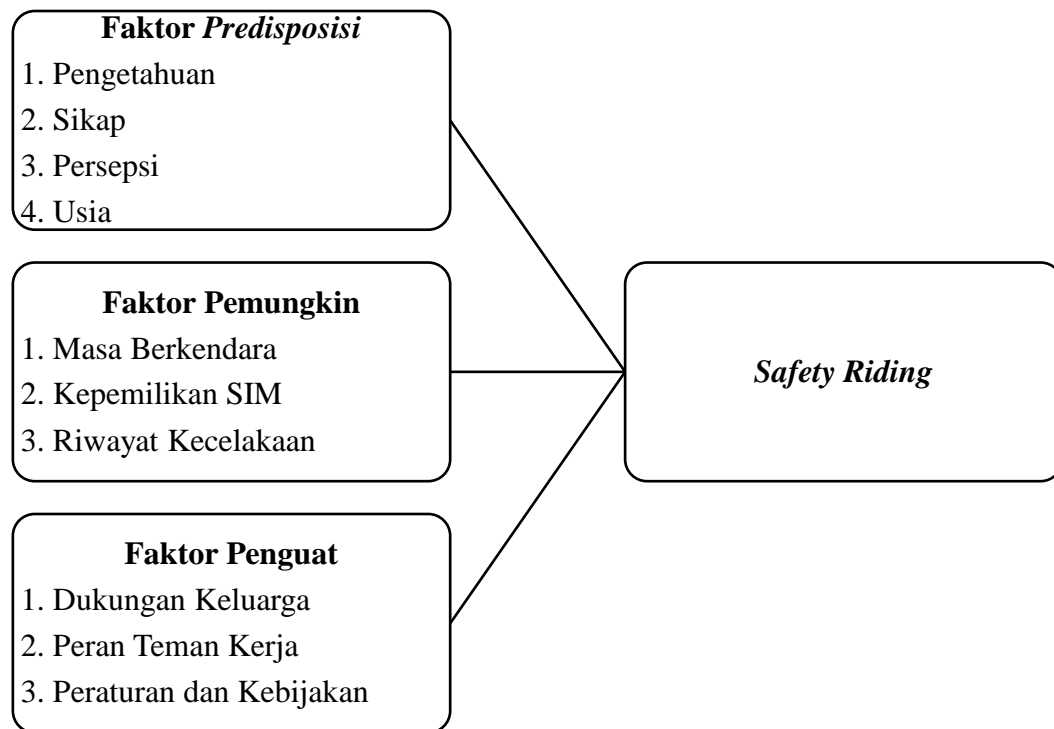 Faktor Predisposisi
1. Pengetahuan
2. Sikap
3. Persepsi
4. Usia
Faktor Pemungkin
1. Masa Berkendara
2. Kepemilikan SIM
3. Riwayat Kecelakaan
Safety Riding
Faktor Penguat
1. Dukungan Keluarga
2. Peran Teman Kerja
3. Peraturan dan Kebijakan